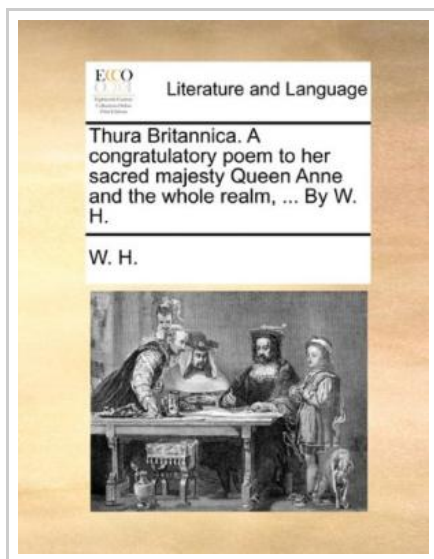 ECCO
Literature and Language
Thura Britannica. A
congratulatory poem to her
sacred majesty Queen Anne
and the whole realm, ... By W.
H.
W. H.